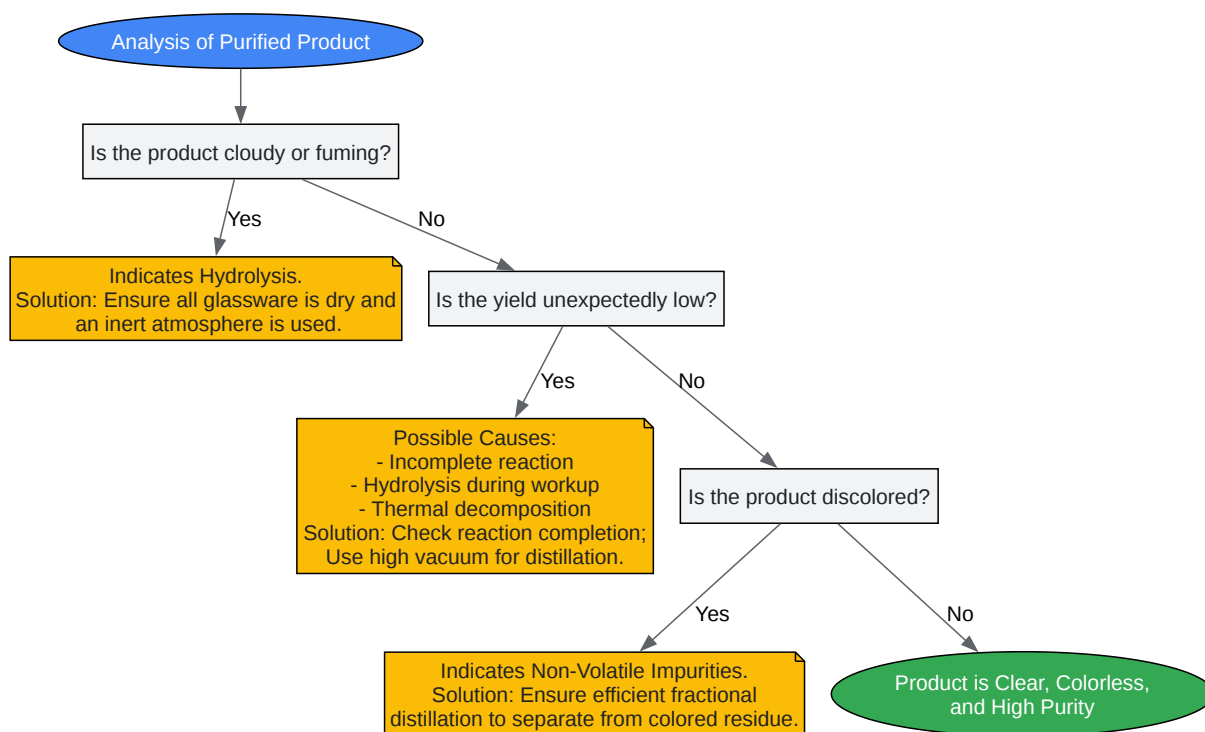 Analysis of Purified Product
Is the product cloudy or fuming?
Yes
No
Indicates Hydrolysis.
Solution: Ensure all glassware is dry and
an inert atmosphere is used.
Is the yield unexpectedly low?
Yes
No
Possible Causes:
- Incomplete reaction
- Hydrolysis during workup
- Thermal decomposition
Solution: Check reaction completion;
Use high vacuum for distillation.
Is the product discolored?
Yes
No
Indicates Non-Volatile Impurities.
Solution: Ensure efficient fractional
distillation to separate from colored residue.
Product is Clear, Colorless,
and High Purity